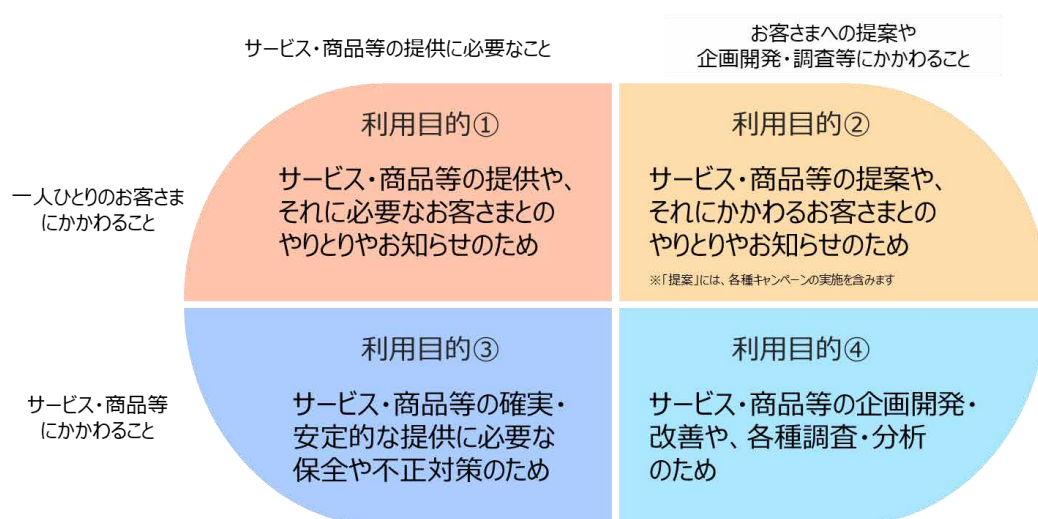 サービス・商品等の提供に必要なこと
お客さまへの提案や
企画開発・調査等にかかわること
一人ひとりのお客さま
にかかわること
利用目的①
サービス・商品等の提供や、
それに必要なお客さまとの
やりとりやお知らせのため
利用目的②
サービス・商品等の提案や、
それにかかわるお客さまとの
やりとりやお知らせのため
※「提案」には、各種キャンペーンの実施を含みます
サービス・商品等
にかかわること
利用目的③
サービス・商品等の確実・
安定的な提供に必要な
保全や不正対策のため
利用目的④
サービス・商品等の企画開発・
改善や、各種調査・分析
のため